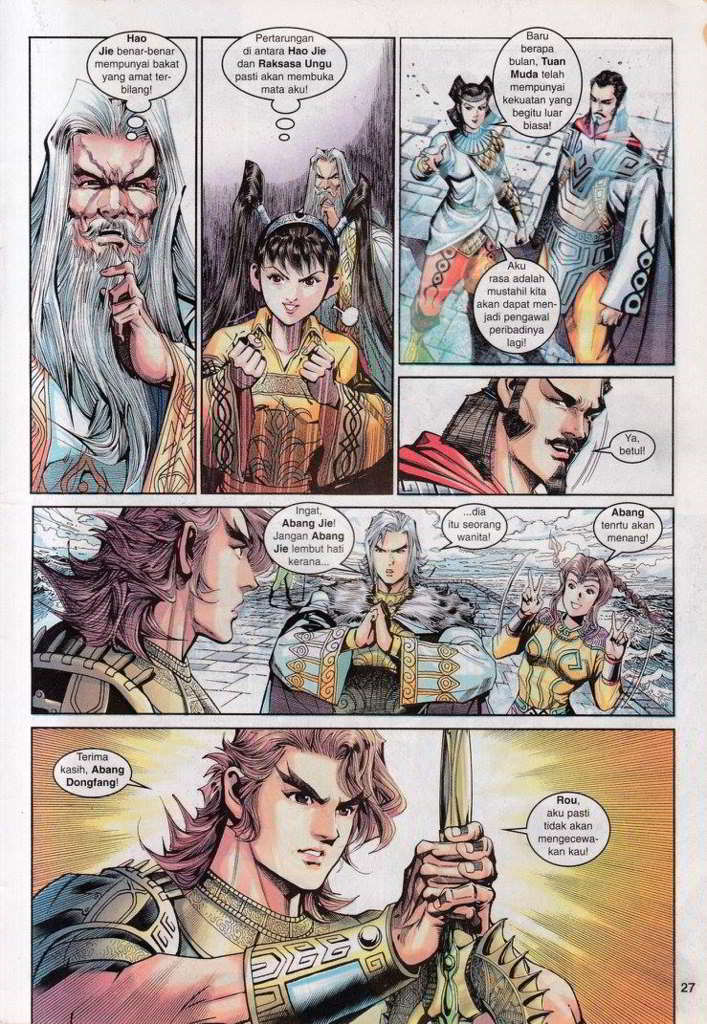 Hao
Jie benar-benar
mempunyai bakat
yang amat ter-
bilang!
Pertarungan
di antara Hao Jie
dan Raksasa Ungu
pasti akan membuka
mata aku!
Baru
berapa
bulan, Tuan
Muda telah
mempunyai
kekuatan yang
begitu luar
biasa!
Aku
rasa adalah
mustahil kita
akan dapat men-
jadi pengawal
peribadinya
lagi!
Ya,
betul!
Ingat,
Abang Jie!
Jangan Abang
Jie lembut hati
kerana...
...dia
itu seorang
wanita!
Abang
tenrtu akan
menang!
Terima
kasih, Abang
Dongfang!
Rou,
aku pasti
tidak akan
mengecewa-
kan kau!
27